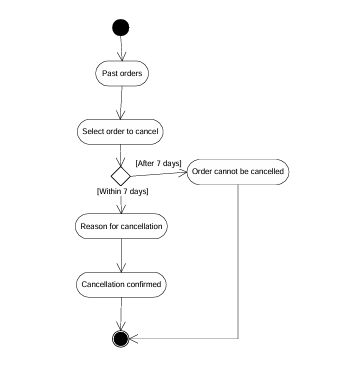 Past orders
Select order to cancel
[After 7 days]
Order cannot be cancelled
[Within 7 days]
Reason for cancellation
Cancellation confirmed